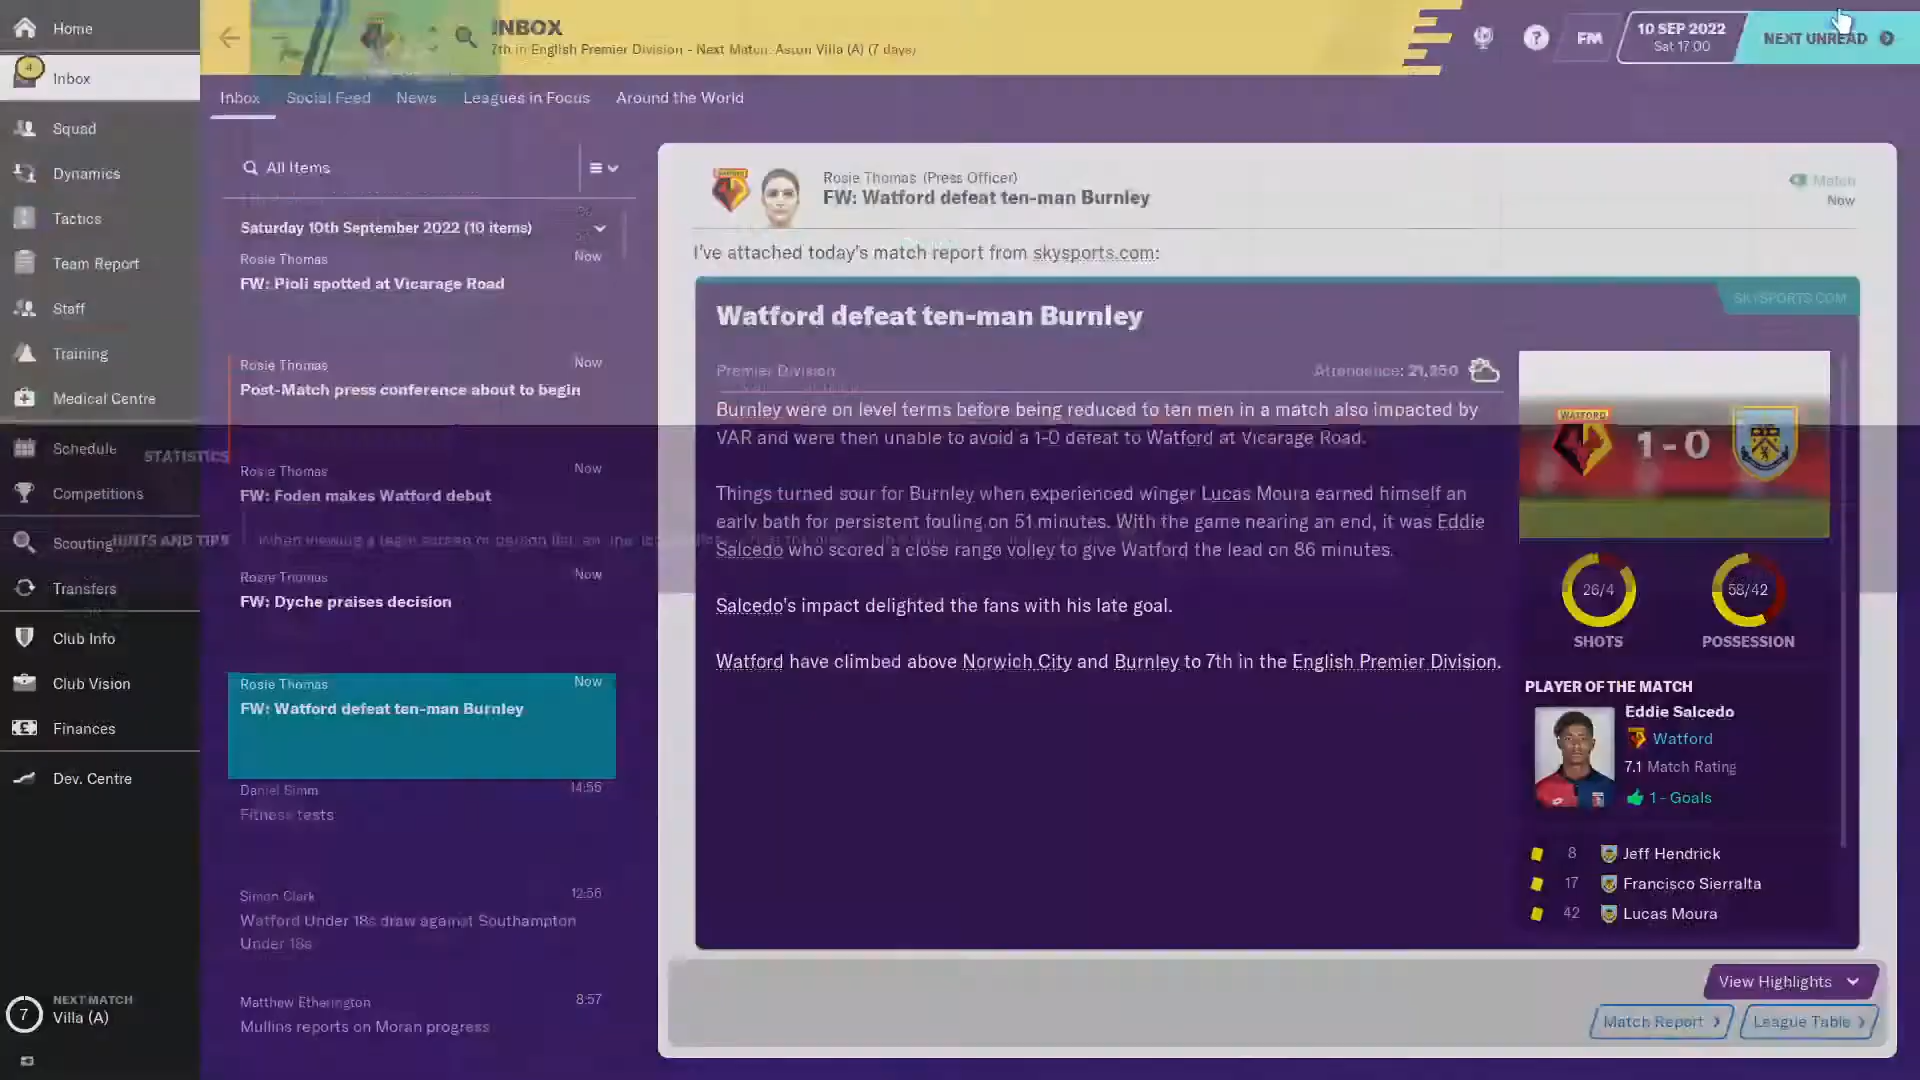 Home
4
Inbox
Squad
Dynamics
Tactics
Team Report
Staff
Training
Medical Centre
Schedule
STATISTICS
Competitions
Scouting
HINTS AND TIPS
Transfers
Club Info
Club Vision
Finances
Dev. Centre
7
NEXT MATCH
Villa (A)
INBOX
7th in English Premier Division - Next Match: Aston Villa (A) (7 days)
?
FM
10 SEP 2022
Sat 17:00
NEXT UNREAD
Inbox
Social Feed
News
Leagues in Focus
Around the World
All Items
Saturday 10th September 2022 (10 items)
Rosie Thomas
Now
FW: Pioli spotted at Vicarage Road
Rosie Thomas
Now
Post-Match press conference about to begin
Rosie Thomas
Now
FW: Foden makes Watford debut
When viewing a team screen or person
Rosie Thomas
Now
FW: Dyche praises decision
Rosie Thomas
Now
FW: Watford defeat ten-man Burnley
Daniel Simm
14:56
Fitness tests
Simon Clark
12:56
Watford Under 18s draw against Southampton
Under 18s
Matthew Etherington
8:57
Mullins reports on Moran progress
Rosie Thomas (Press Officer)
FW: Watford defeat ten-man Burnley
Match
Now
I've attached today's match report from skysports.com:
SKYSPORTS.COM
Watford defeat ten-man Burnley
Premier Division
Attendance: 21,250
Burnley were on level terms before being reduced to ten men in a match also impacted by
VAR and were then unable to avoid a 1-0 defeat to Watford at Vicarage Road.
Things turned sour for Burnley when experienced winger Lucas Moura earned himself an
early bath for persistent fouling on 51 minutes. With the game nearing an end, it was Eddie
Salcedo who scored a close range volley to give Watford the lead on 86 minutes.
Salcedo's impact delighted the fans with his late goal.
Watford have climbed above Norwich City and Burnley to 7th in the English Premier Division.
WATFORD
1 - 0
26/4
SHOTS
58/42
POSSESSION
PLAYER OF THE MATCH
Eddie Salcedo
Watford
7.1 Match Rating
1 - Goals
8 Jeff Hendrick
17 Francisco Sierralta
42 Lucas Moura
View Highlights
Match Report
League Table